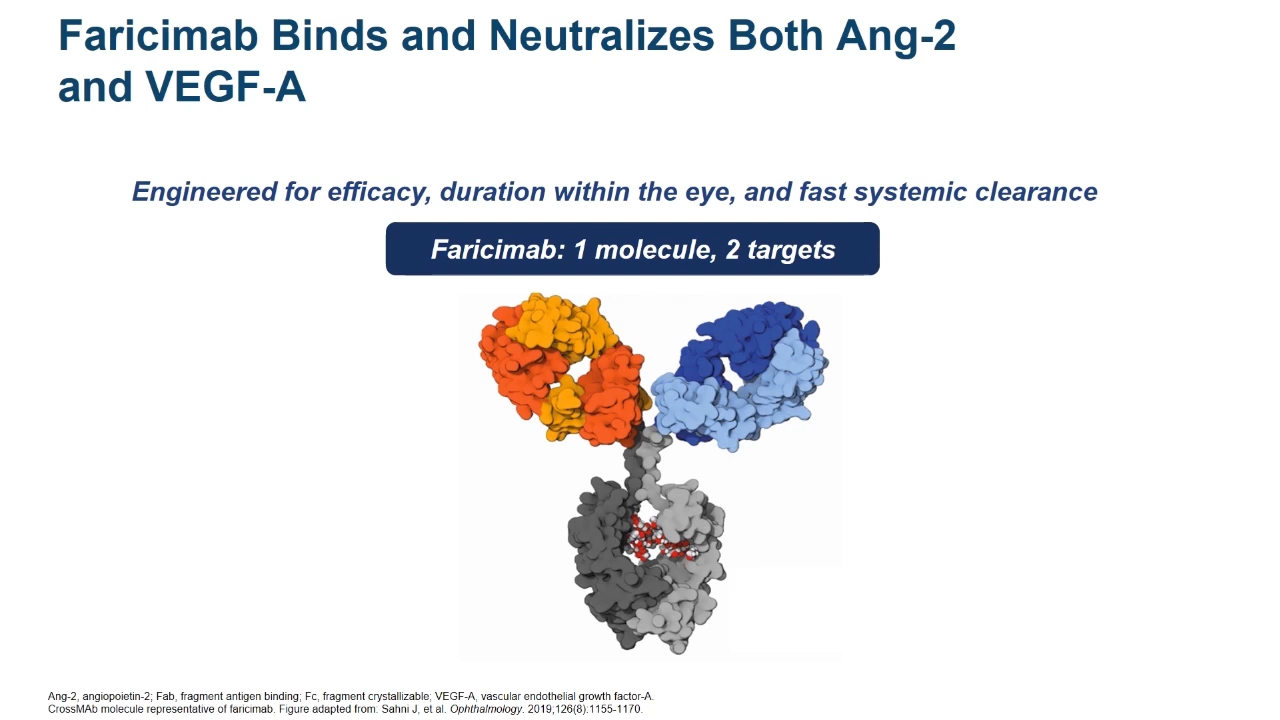 Faricimab Binds and Neutralizes Both Ang-2
and VEGF-A
Engineered for efficacy, duration within the eye, and fast systemic clearance
Faricimab: 1 molecule, 2 targets
Ang-2, angiopoietin-2; Fab, fragment antigen binding; Fc, fragment crystallizable; VEGF-A, vascular endothelial growth factor-A.
CrossMAb molecule representative of faricimab. Figure adapted from: Sahni J, et al. Ophthalmology. 2019;126(8):1155-1170.